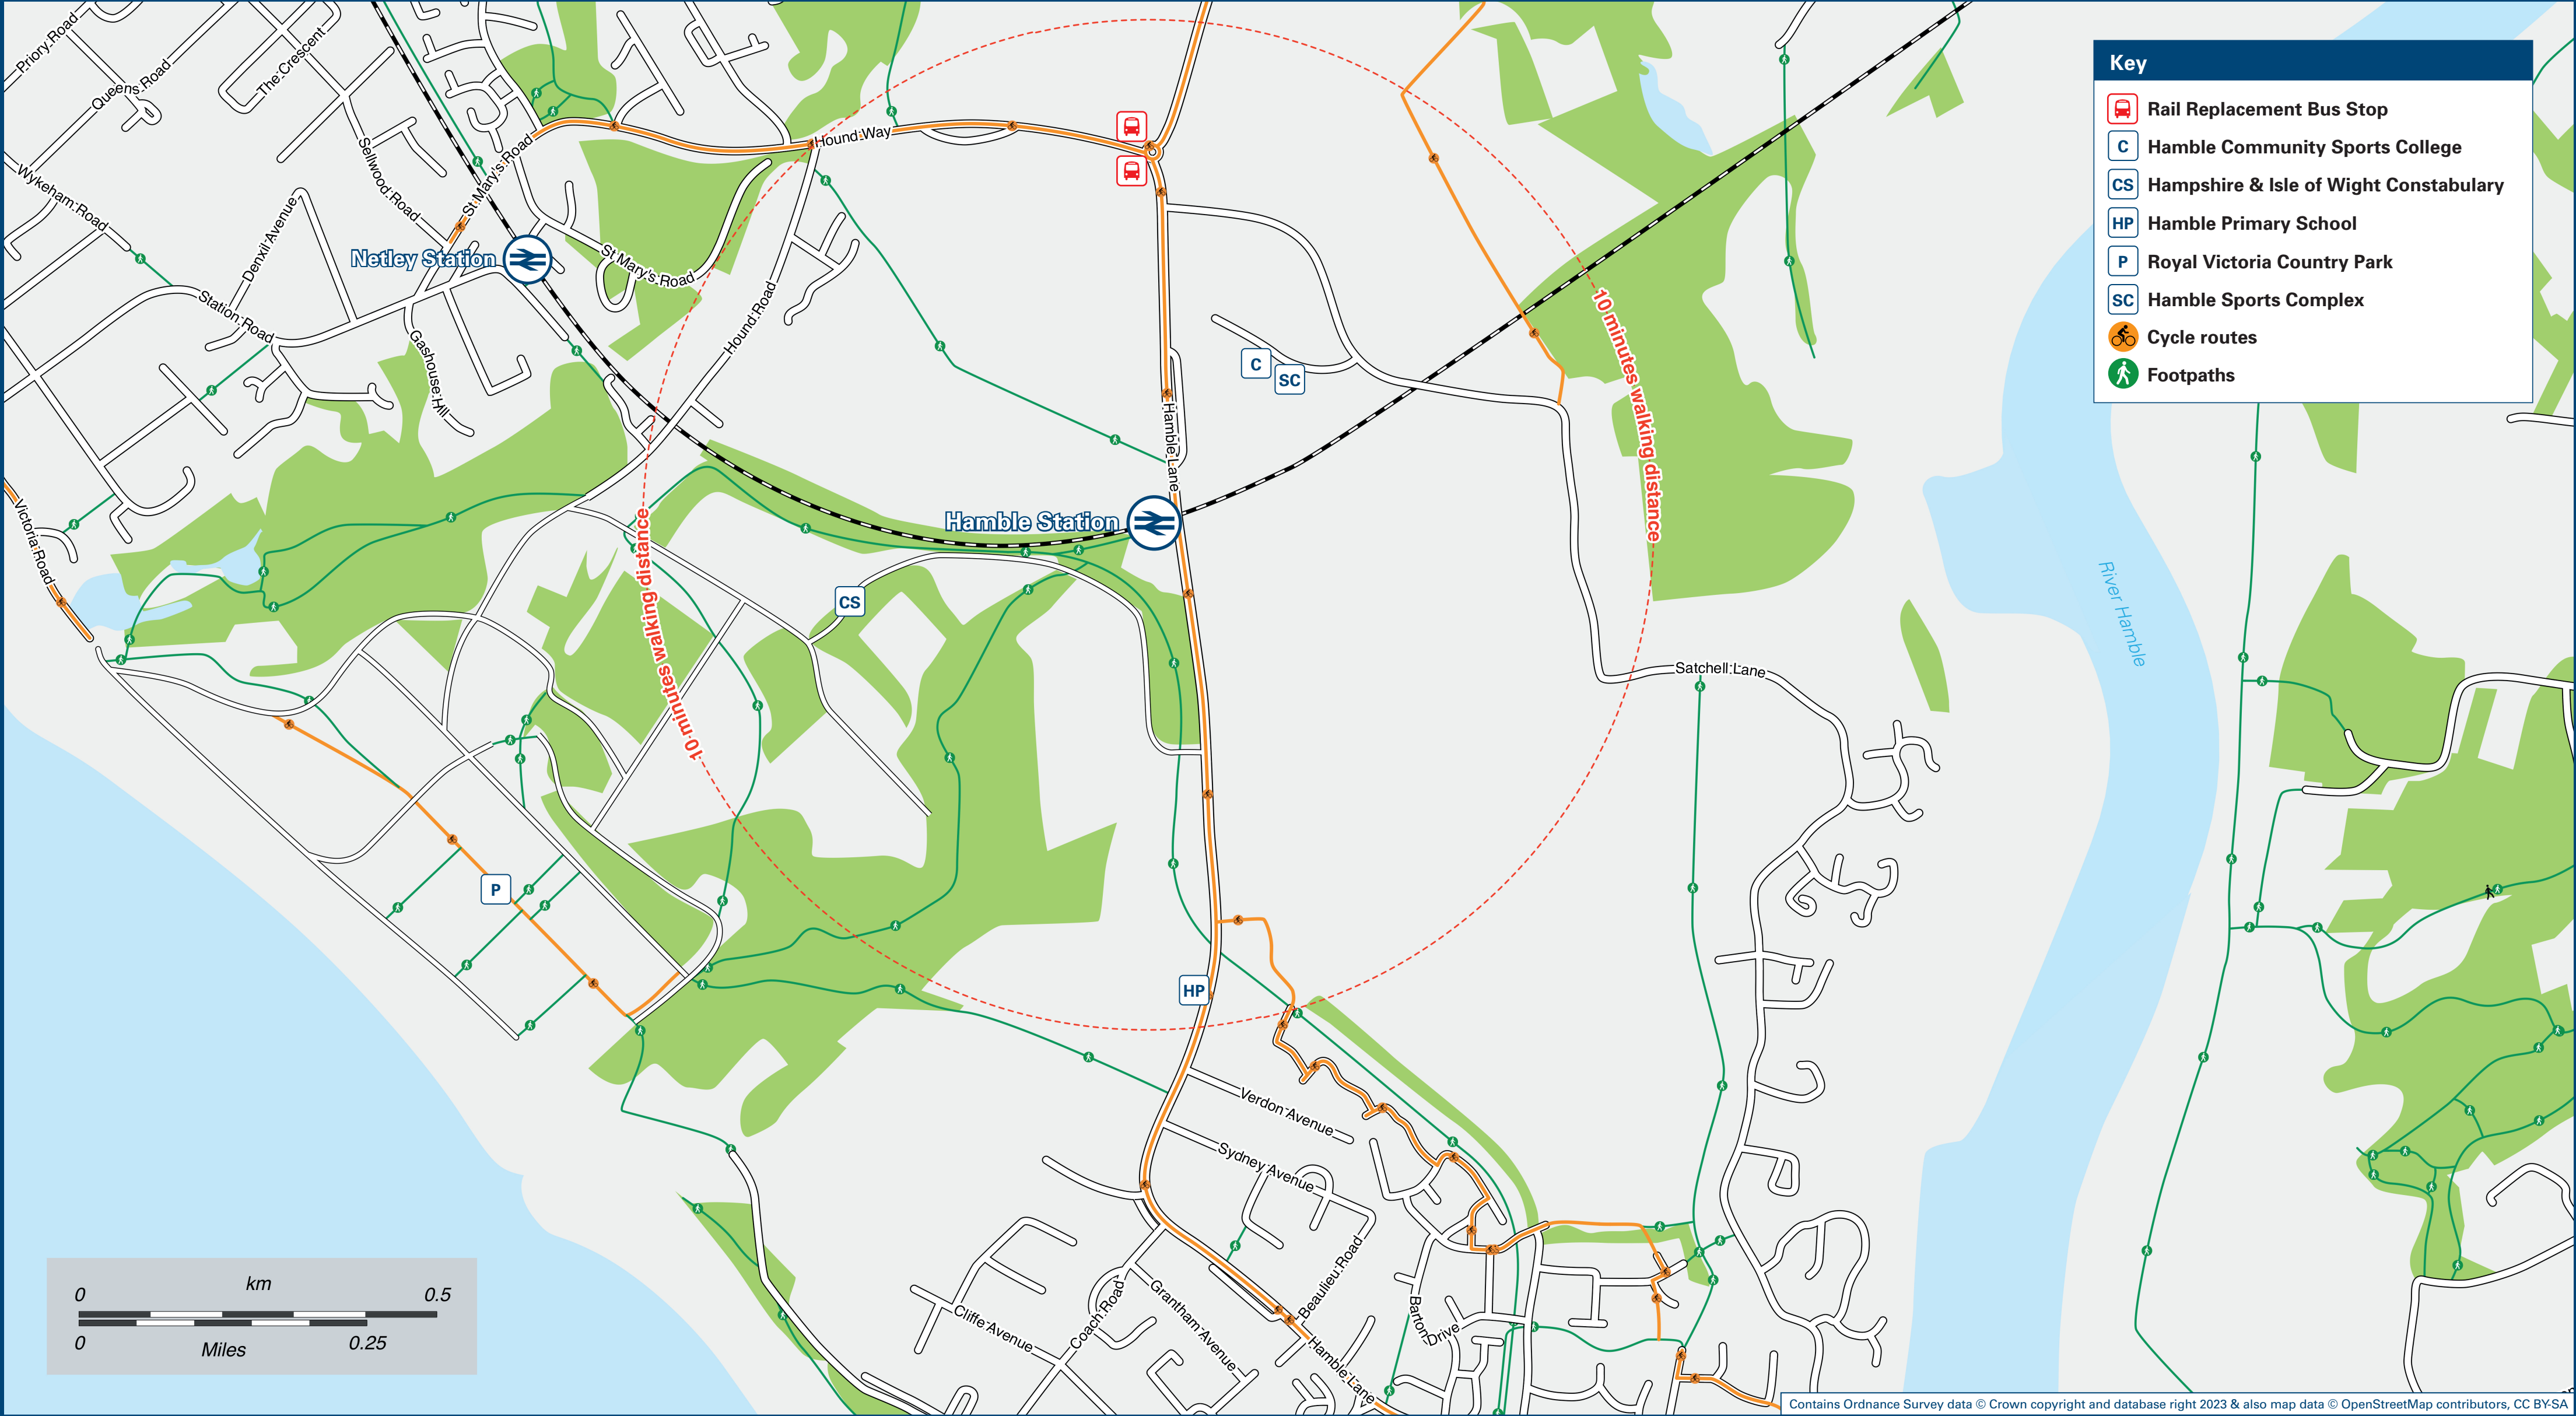 Priory Road
Queens Road
The Crescent
Sellwood Road
St Mary's Road
Hound Way
Wykeham Road
Denxil Avenue
Netley Station
St Mary's Road
Station Road
Hound Road
Gashouse Hill
Hamble Lane
Hamble Station
C
SC
10 minutes walking distance
10 minutes walking distance
Victoria Road
CS
Satchell Lane
River Hamble
P
HP
Verdon Avenue
Sydney Avenue
Beaulieu Road
Barton
Drive
Coach Road
Grantham Avenue
Cliffe Avenue
Hamble Lane
Key
Rail Replacement Bus Stop
C Hamble Community Sports College
CS Hampshire & Isle of Wight Constabulary
HP Hamble Primary School
P Royal Victoria Country Park
SC Hamble Sports Complex
Cycle routes
Footpaths
km
0 0.5
0 0.25
Miles
Contains Ordnance Survey data © Crown copyright and database right 2023 & also map data © OpenStreetMap contributors, CC BY-SA